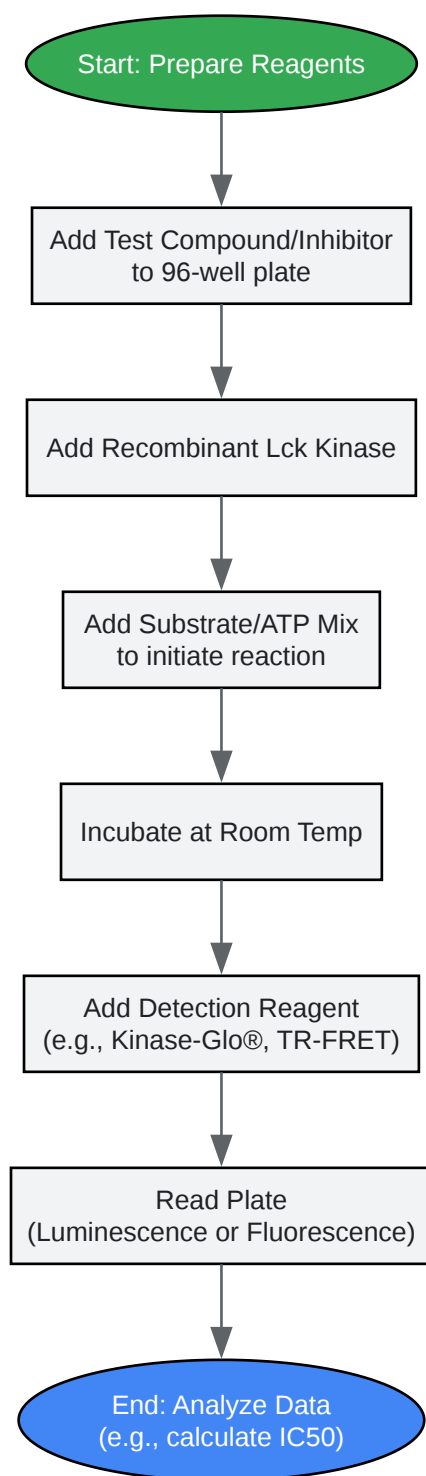 Start: Prepare Reagents
Add Test Compound/Inhibitor
to 96-well plate
Add Recombinant Lck Kinase
Add Substrate/ATP Mix
to initiate reaction
Incubate at Room Temp
Add Detection Reagent
(e.g., Kinase-Glo®, TR-FRET)
Read Plate
(Luminescence or Fluorescence)
End: Analyze Data
(e.g., calculate IC50)